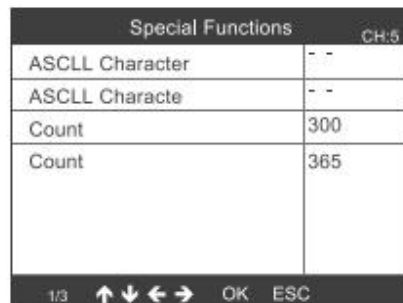 Special Functions CH:5
ASCLL Character - -
ASCLL Characte - -
Count 300
Count 365
1/3 ↑ ↓ ← → OK ESC